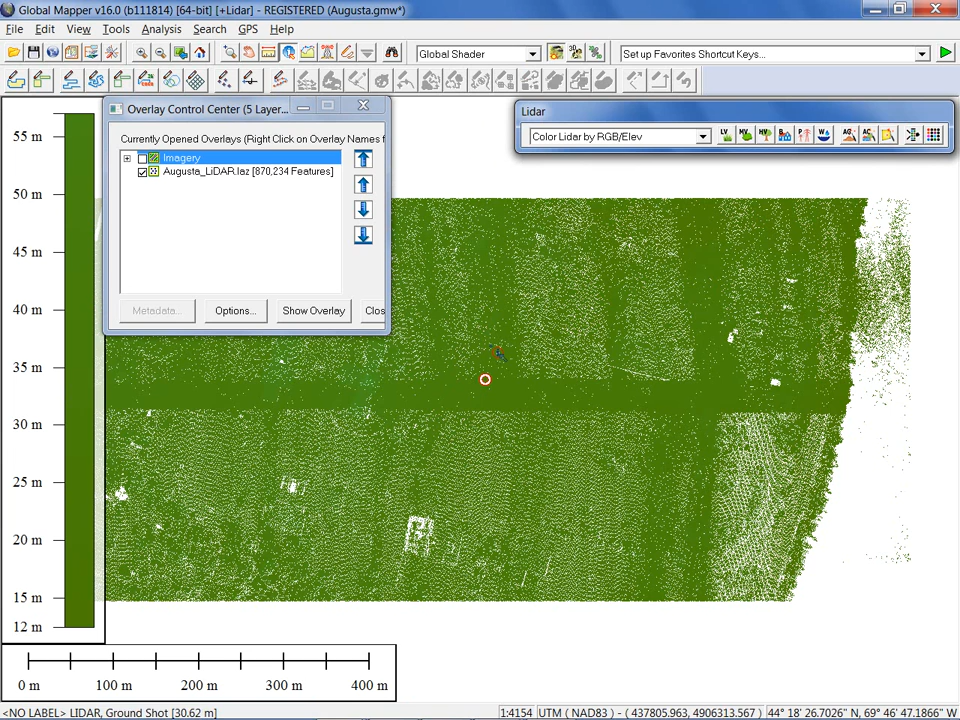 Global Mapper v16.0 (b111814) [64-bit] [+Lidar] - REGISTERED (Augusta.gmw*)
File Edit View Tools Analysis Search GPS Help
Global Shader
Set up Favorites Shortcut Keys...
Overlay Control Center (5 Layer...
Currently Opened Overlays (Right Click on Overlay Names f
Imagery
Augusta_LiDAR.laz [870,234 Features]
Metadata... Options... Show Overlay Clos
Lidar
Color Lidar by RGB/Elev
55 m
50 m
45 m
40 m
35 m
30 m
25 m
20 m
15 m
12 m
0 m 100 m 200 m 300 m 400 m
<NO LABEL> LIDAR, Ground Shot [30.62 m]
1:4154 UTM (NAD83) - ( 437805.963, 4906313.567 ) 44° 18' 26.7026" N, 69° 46' 47.1866" W